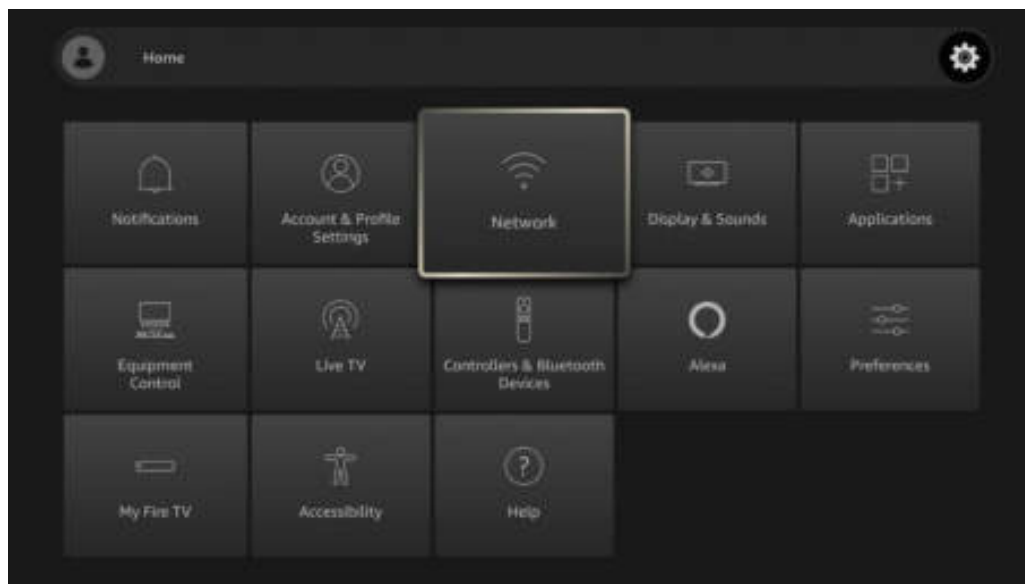 Home
Notifications
Account & Profile
Settings
Network
Display & Sounds
Applications
Equipment
Control
Live TV
Controllers & Bluetooth
Devices
Alexa
Preferences
My Fire TV
Accessibility
Help